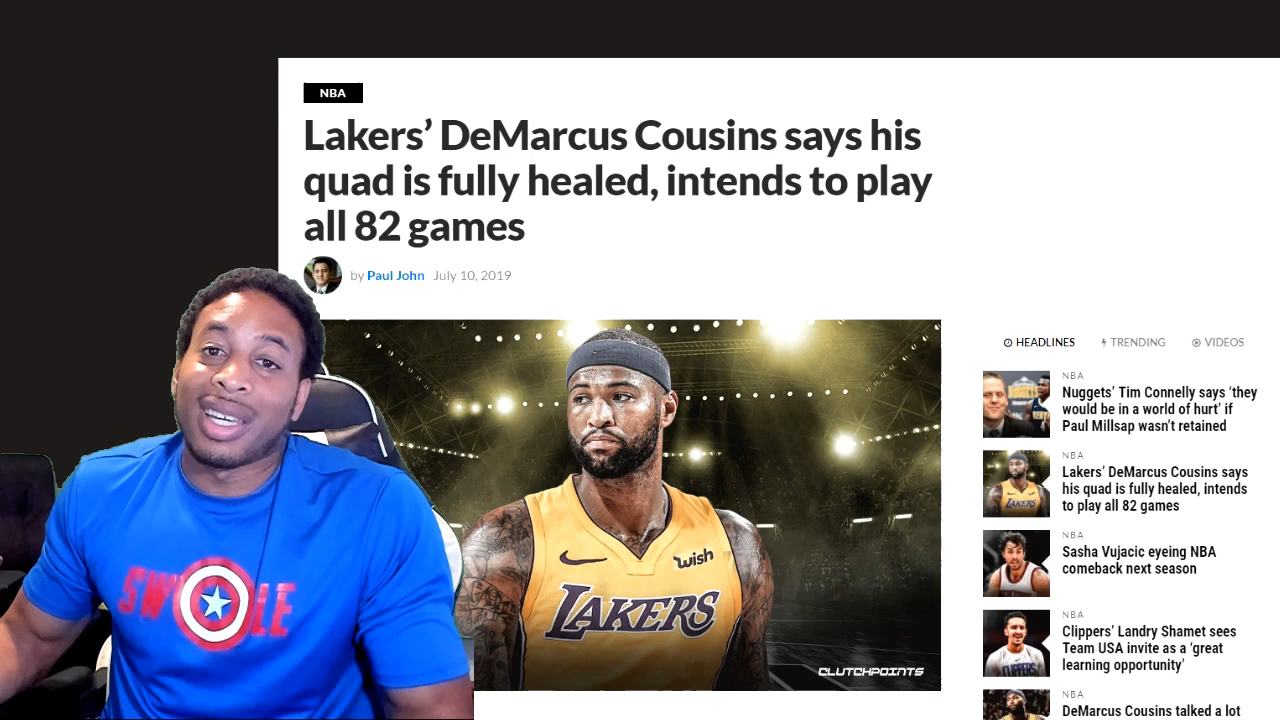 NBA
Lakers’ DeMarcus Cousins says his
quad is fully healed, intends to play
all 82 games
by Paul John July 10, 2019
wish
LAKERS
CLUTCHPOINTS
SW LE
HEADLINES TRENDING VIDEOS
NBA
Nuggets’ Tim Connelly says ‘they
would be in a world of hurt’ if
Paul Millsap wasn’t retained
NBA
Lakers’ DeMarcus Cousins says
his quad is fully healed, intends
to play all 82 games
NBA
Sasha Vujacic eyeing NBA
comeback next season
NBA
Clippers’ Landry Shamet sees
Team USA invite as a ‘great
learning opportunity’
NBA
DeMarcus Cousins talked a lot